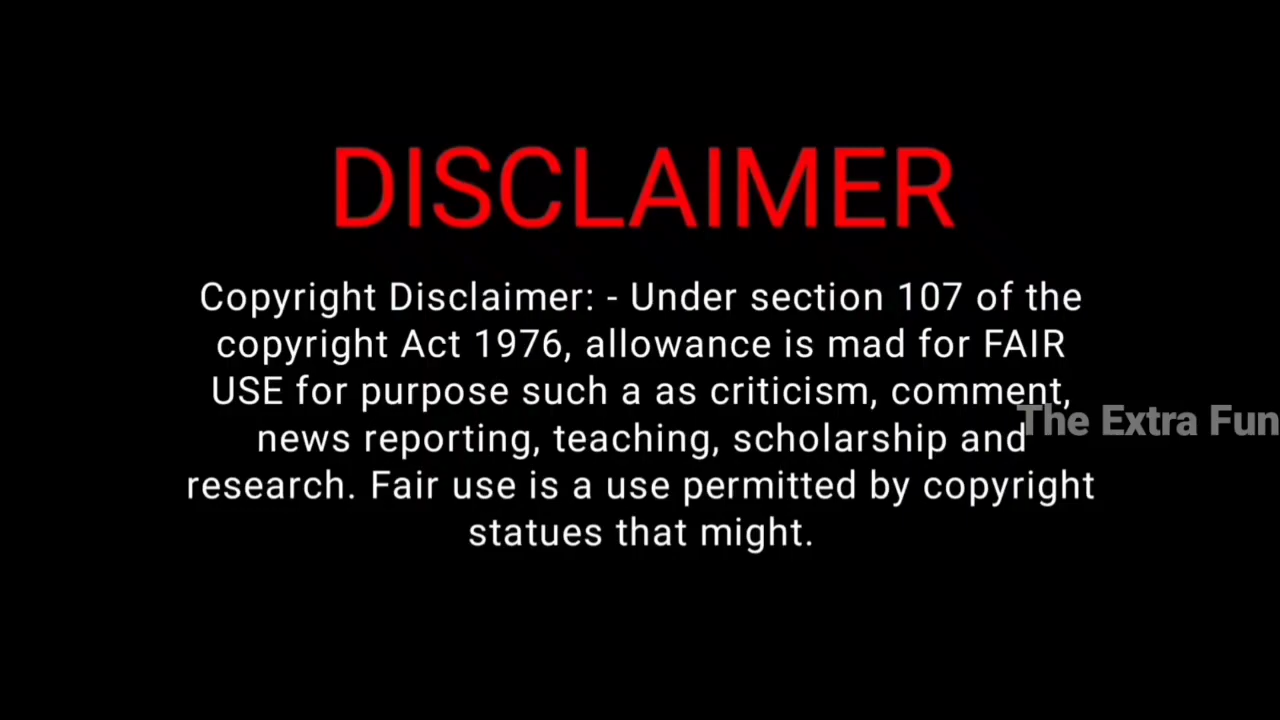 DISCLAIMER
Copyright Disclaimer: - Under section 107 of the
copyright Act 1976, allowance is mad for FAIR
USE for purpose such a as criticism, comment,
The Extra Fun
news reporting, teaching, scholarship and
research. Fair use is a use permitted by copyright
statues that might.